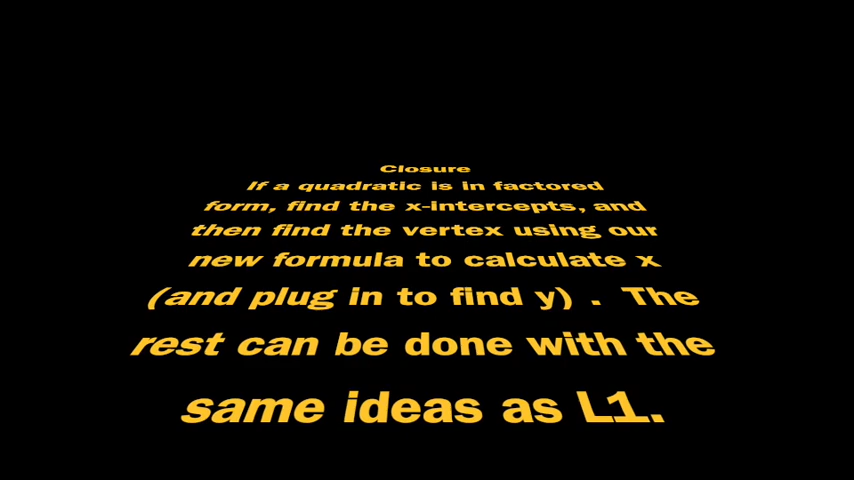 Closure
If a quadratic is in factored
form, find the x-intercepts, and
then find the vertex using our
new formula to calculate x
(and plug in to find y) .  The
rest can be done with the
same ideas as L1.